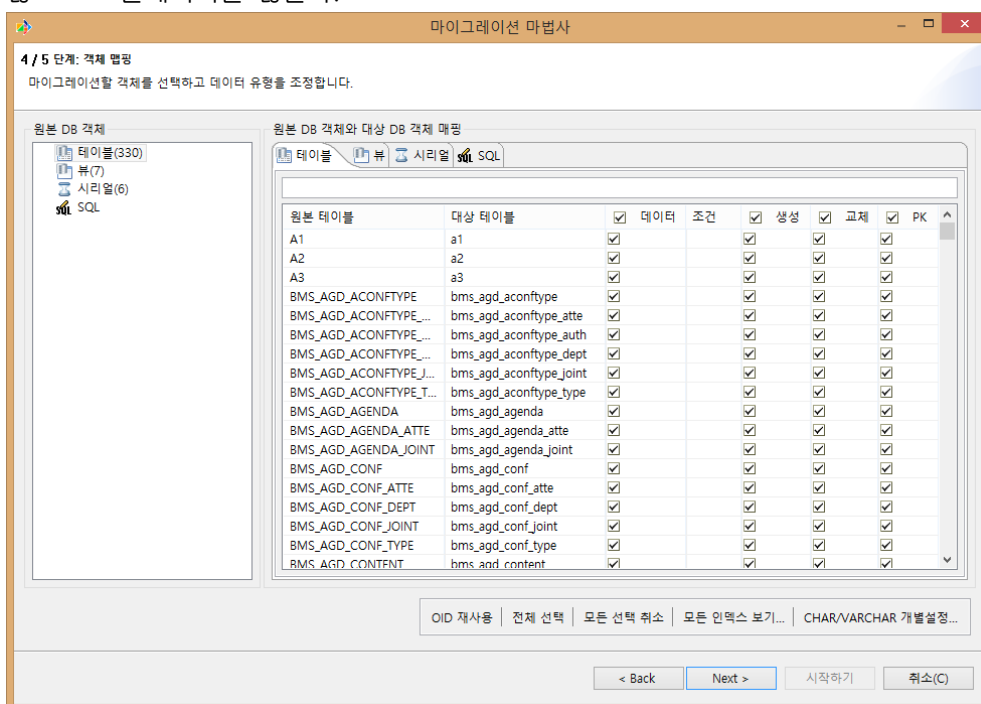 마이그레이션 마법사
4 / 5 단계: 객체 맵핑
마이그레이션할 객체를 선택하고 데이터 유형을 조정합니다.
원본 DB 객체
테이블(330)
뷰(7)
시리얼(6)
SQL
원본 DB 객체와 대상 DB 객체 매핑
테이블 뷰 시리얼 SQL
원본 테이블 대상 테이블 데이터 조건 생성 교체 PK
A1 a1
A2 a2
A3 a3
BMS_AGD_ACONFTYPE bms_agd_aconftype
BMS_AGD_ACONFTYPE_... bms_agd_aconftype_atte
BMS_AGD_ACONFTYPE_... bms_agd_aconftype_auth
BMS_AGD_ACONFTYPE_... bms_agd_aconftype_dept
BMS_AGD_ACONFTYPE_J... bms_agd_aconftype_joint
BMS_AGD_ACONFTYPE_T... bms_agd_aconftype_type
BMS_AGD_AGENDA bms_agd_agenda
BMS_AGD_AGENDA_ATTE bms_agd_agenda_atte
BMS_AGD_AGENDA_JOINT bms_agd_agenda_joint
BMS_AGD_CONF bms_agd_conf
BMS_AGD_CONF_ATTE bms_agd_conf_atte
BMS_AGD_CONF_DEPT bms_agd_conf_dept
BMS_AGD_CONF_JOINT bms_agd_conf_joint
BMS_AGD_CONF_TYPE bms_agd_conf_type
BMS_AGD_CONTENT bms_agd_content
OID 재사용 전체 선택 모든 선택 취소 모든 인덱스 보기... CHAR/VARCHAR 개별설정...
< Back Next > 시작하기 취소(C)